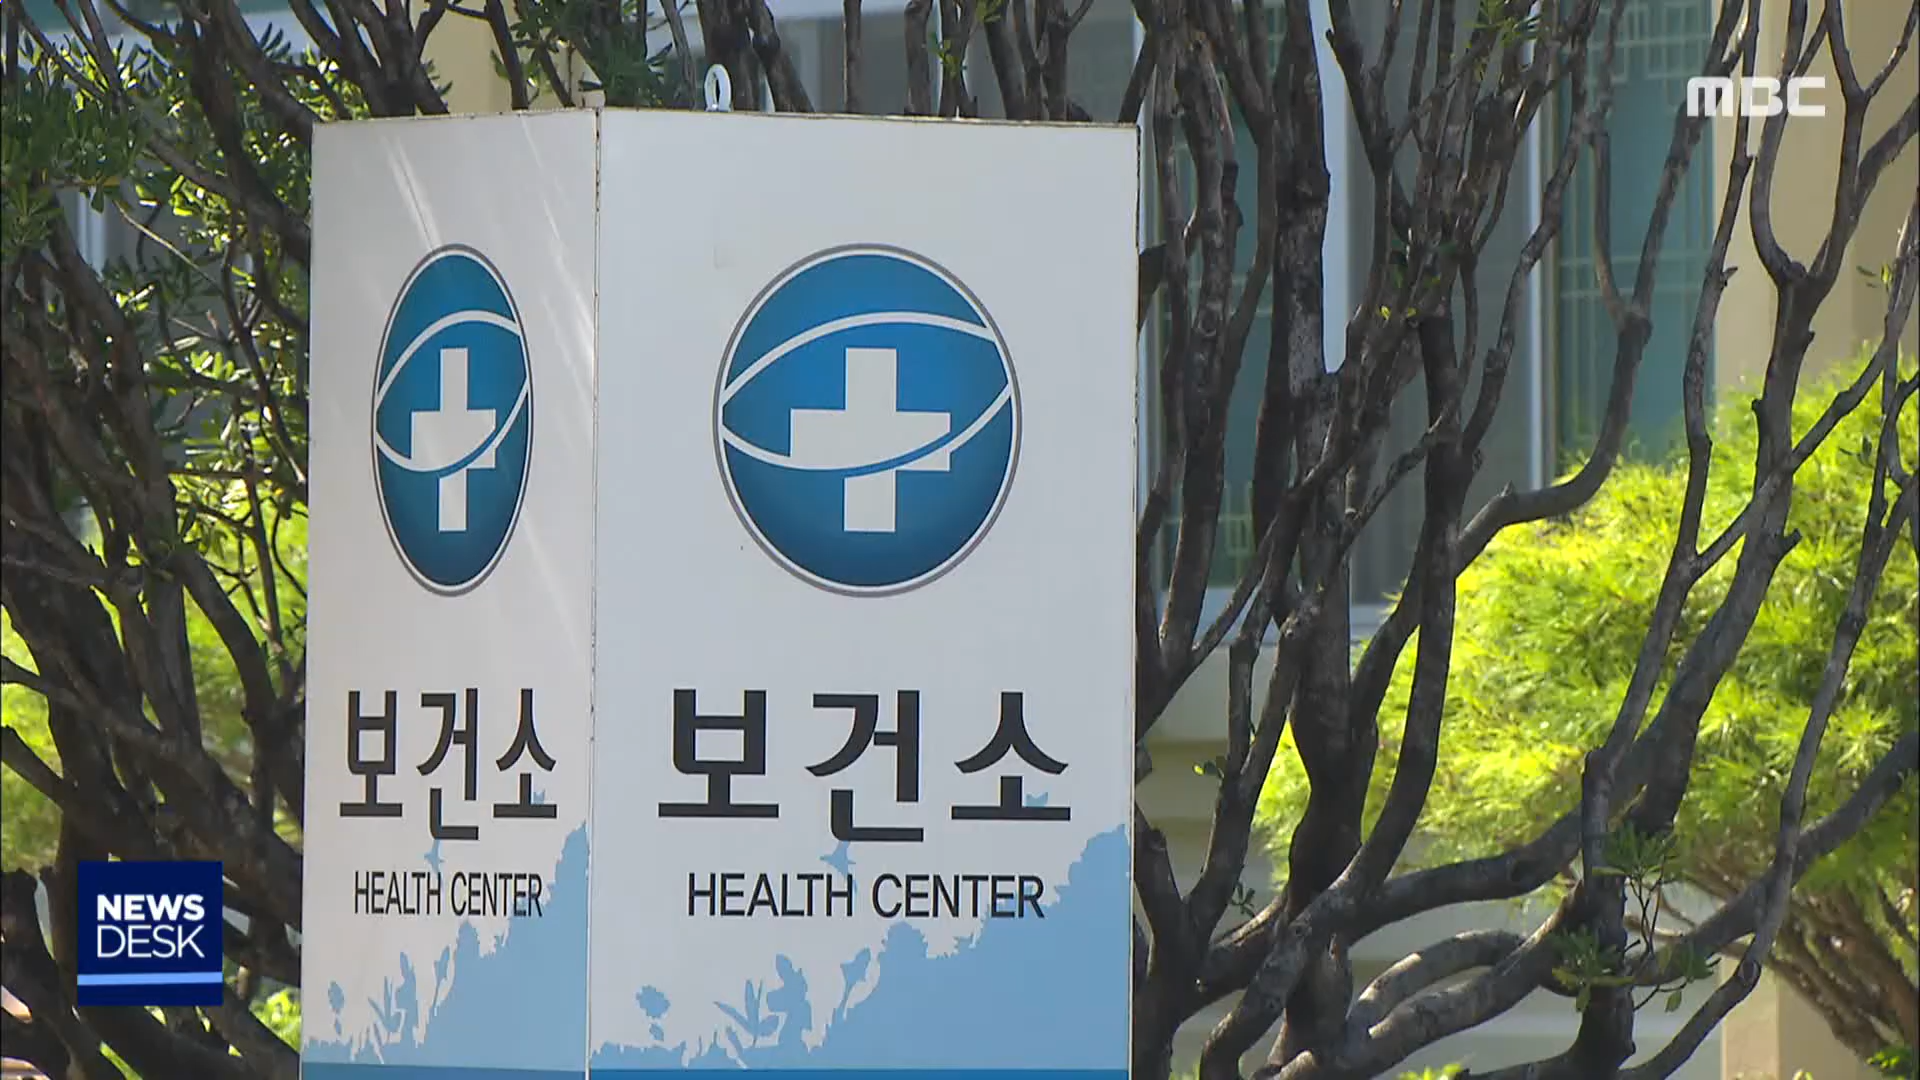 MBC
보건소
HEALTH CENTER
보건소
HEALTH CENTER
NEWS
DESK